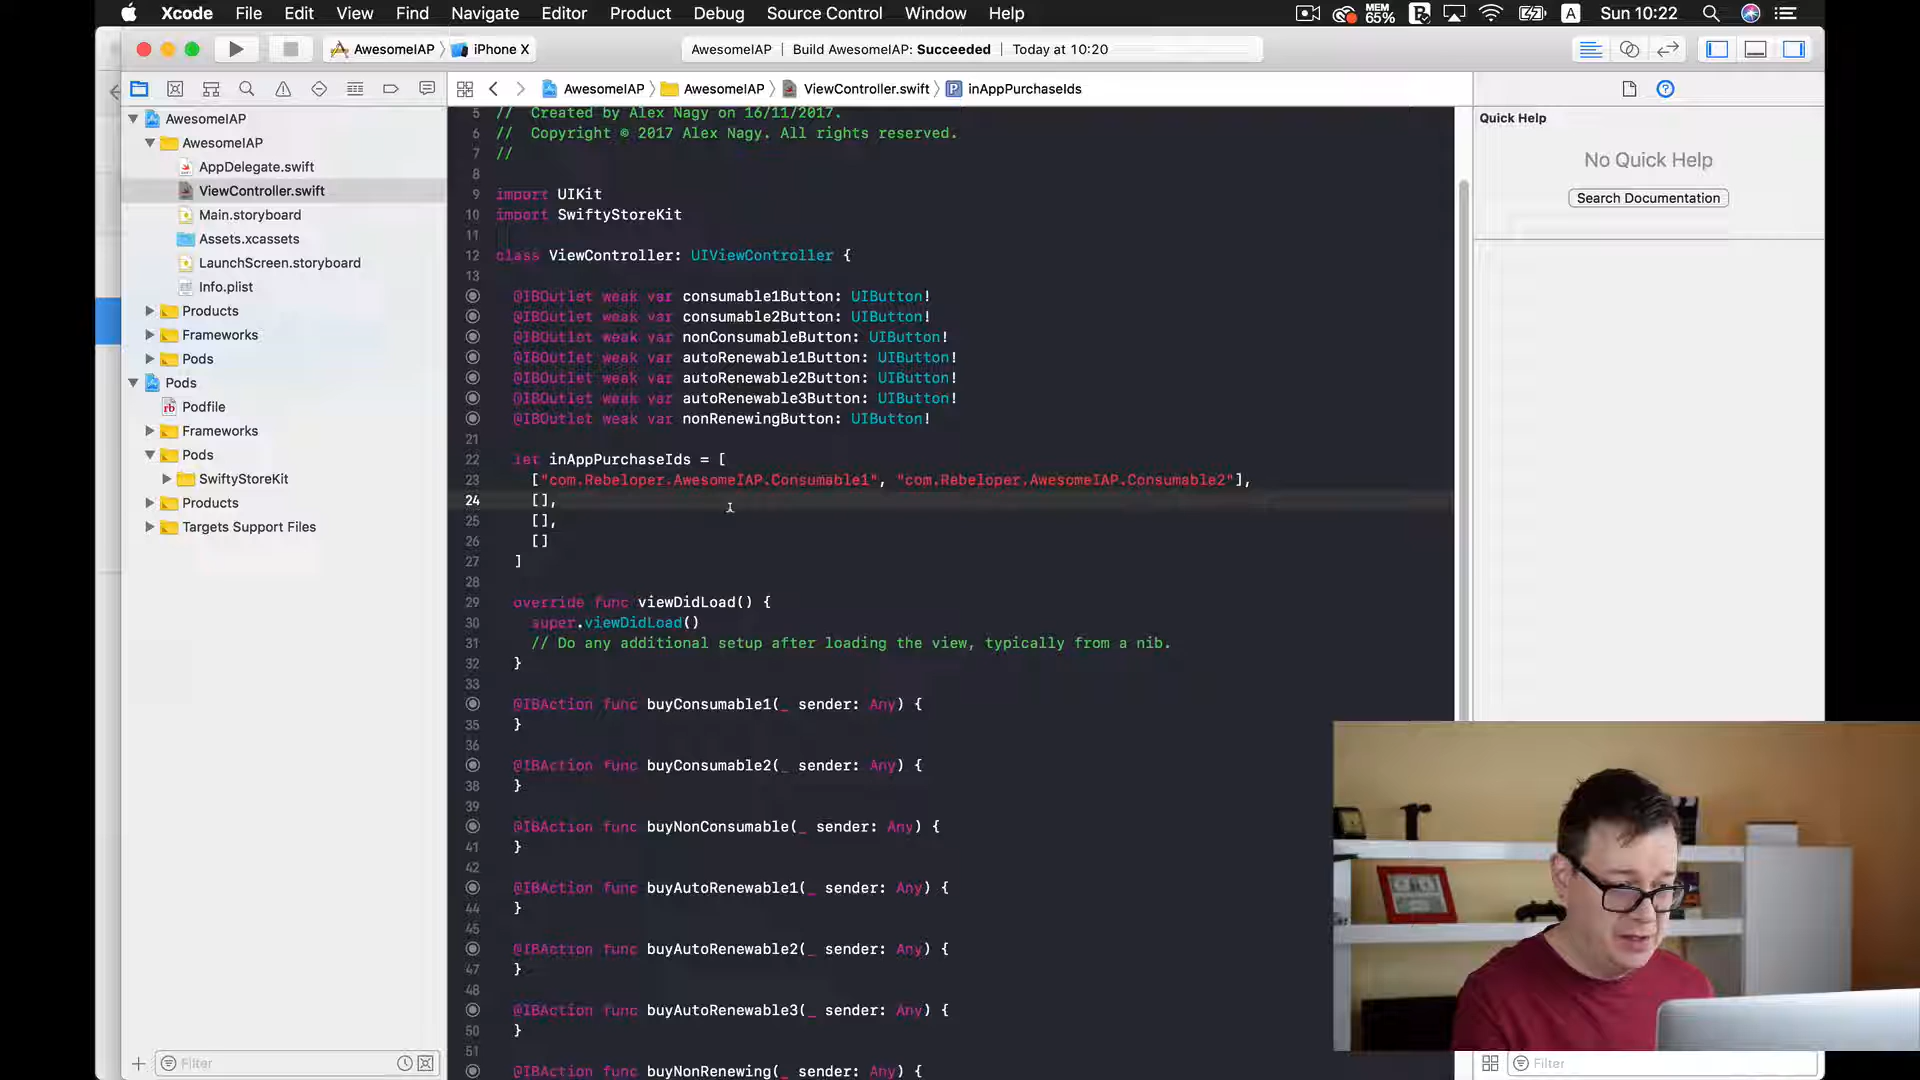 Xcode File Edit View Find Navigate Editor Product Debug Source Control Window Help MEM 65% A Sun 10:22
AwesomeIAP iPhone X AwesomeIAP | Build AwesomeIAP: Succeeded | Today at 10:20
AwesomeIAP AwesomeIAP ViewController.swift P inAppPurchaseIds
AwesomeIAP
AwesomeIAP
AppDelegate.swift
ViewController.swift
Main.storyboard
Assets.xcassets
LaunchScreen.storyboard
Info.plist
Products
Frameworks
Pods
Pods
rb Podfile
Frameworks
Pods
SwiftyStoreKit
Products
Targets Support Files
Filter
5 // Created by Alex Nagy on 16/11/2017.
6 // Copyright © 2017 Alex Nagy. All rights reserved.
7 //
8
9 import UIKit
10 import SwiftyStoreKit
11
12 class ViewController: UIViewController {
13
@IBOutlet weak var consumable1Button: UIButton!
@IBOutlet weak var consumable2Button: UIButton!
@IBOutlet weak var nonConsumableButton: UIButton!
@IBOutlet weak var autoRenewable1Button: UIButton!
@IBOutlet weak var autoRenewable2Button: UIButton!
@IBOutlet weak var autoRenewable3Button: UIButton!
@IBOutlet weak var nonRenewingButton: UIButton!
21
22 let inAppPurchaseIds = [
23 ["com.Rebeloper.AwesomeIAP.Consumable1", "com.Rebeloper.AwesomeIAP.Consumable2"],
24 [],
25 [],
26 []
27 ]
28
29 override func viewDidLoad() {
30 super.viewDidLoad()
31 // Do any additional setup after loading the view, typically from a nib.
32 }
33
@IBAction func buyConsumable1(_ sender: Any) {
35 }
36
@IBAction func buyConsumable2(_ sender: Any) {
38 }
39
@IBAction func buyNonConsumable(_ sender: Any) {
41 }
42
@IBAction func buyAutoRenewable1(_ sender: Any) {
44 }
45
@IBAction func buyAutoRenewable2(_ sender: Any) {
47 }
48
@IBAction func buyAutoRenewable3(_ sender: Any) {
50 }
51
@IBAction func buyNonRenewing(_ sender: Any) {
Quick Help
No Quick Help
Search Documentation
Filter